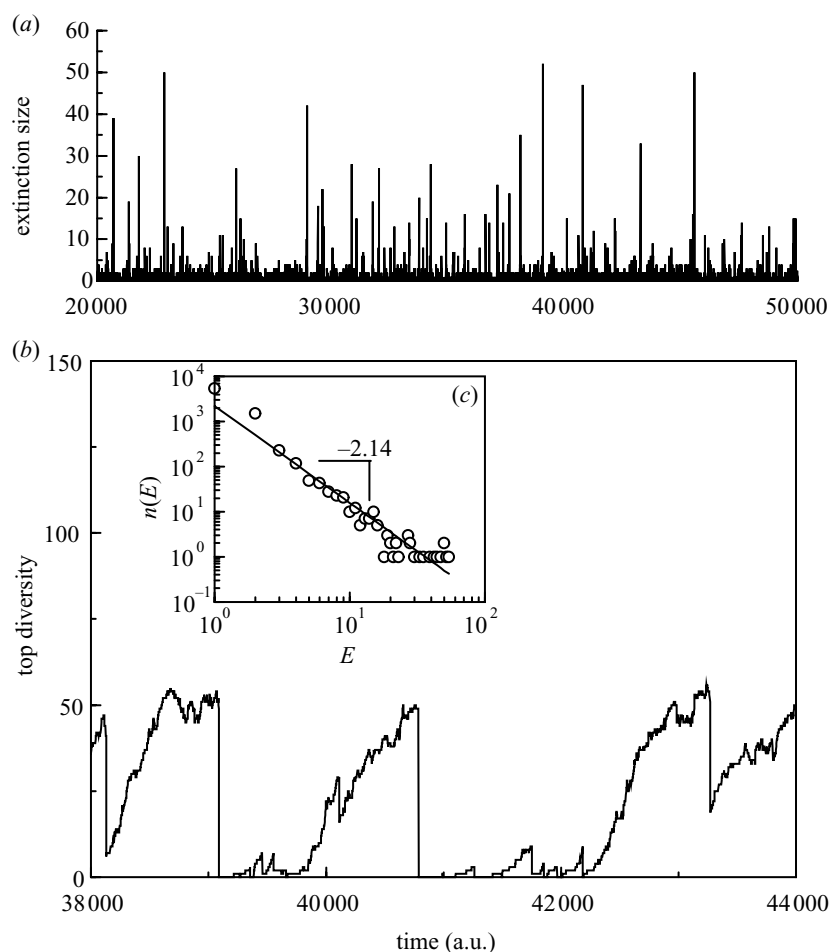 (a)
60
50
40
30
20
10
0
extinction size
20000 30000 40000 50000
(b)
150
100
50
0
top diversity
(c)
10^4
10^3
10^2
10^1
10^0
10^-1
n(E)
–2.14
10^0 10^1 10^2
E
38000 40000 42000 44000
time (a.u.)